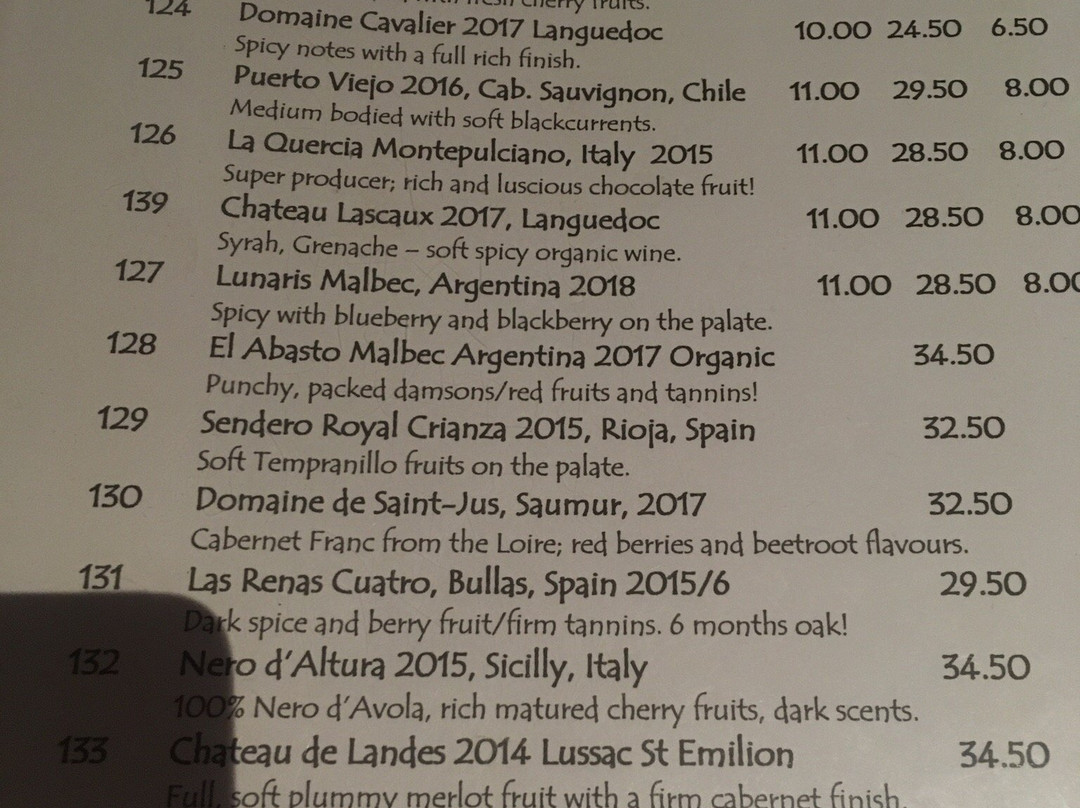 with fresh cherry fruits.
124 Domaine Cavalier 2017 Languedoc 10.00 24.50 6.50
Spicy notes with a full rich finish.
125 Puerto Viejo 2016, Cab. Sauvignon, Chile 11.00 29.50 8.00
Medium bodied with soft blackcurrents.
126 La Quercia Montepulciano, Italy 2015 11.00 28.50 8.00
Super producer; rich and luscious chocolate fruit!
139 Chateau Lascaux 2017, Languedoc 11.00 28.50 8.00
Syrah, Grenache – soft spicy organic wine.
127 Lunaris Malbec, Argentina 2018 11.00 28.50 8.00
Spicy with blueberry and blackberry on the palate.
128 El Abasto Malbec Argentina 2017 Organic 34.50
Punchy, packed damsons/red fruits and tannins!
129 Sendero Royal Crianza 2015, Rioja, Spain 32.50
Soft Tempranillo fruits on the palate.
130 Domaine de Saint-Jus, Saumur, 2017 32.50
Cabernet Franc from the Loire; red berries and beetroot flavours.
131 Las Renas Cuatro, Bullas, Spain 2015/6 29.50
Dark spice and berry fruit/firm tannins. 6 months oak!
132 Nero d'Altura 2015, Sicilly, Italy 34.50
100% Nero d'Avola, rich matured cherry fruits, dark scents.
133 Chateau de Landes 2014 Lussac St Emilion 34.50
Full, soft plummy merlot fruit with a firm cabernet finish.